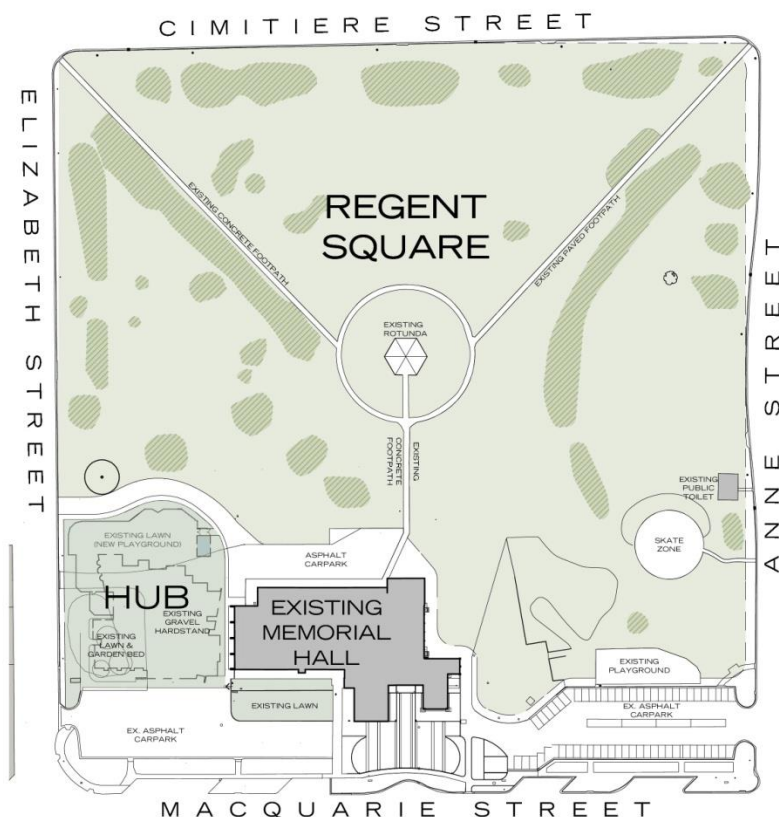 CIMITIERE STREET
ELIZABETH STREET
REGENT
SQUARE
EXISTING CONCRETE FOOTPATH
EXISTING PAVED FOOTPATH
ANNE STREET
EXISTING
ROTUNDA
EXISTING
CONCRETE
FOOTPATH
EXISTING
PUBLIC
TOILET
SKATE
ZONE
EXISTING LAWN
(NEW PLAYGROUND)
ASPHALT
CARPARK
HUB
EXISTING
GRAVEL
HARDSTAND
EXISTING
LAWN &
GARDEN BED
EXISTING
MEMORIAL
HALL
EXISTING
PLAYGROUND
EXISTING LAWN
EX. ASPHALT
CARPARK
EX. ASPHALT
CARPARK
MACQUARIE STREET